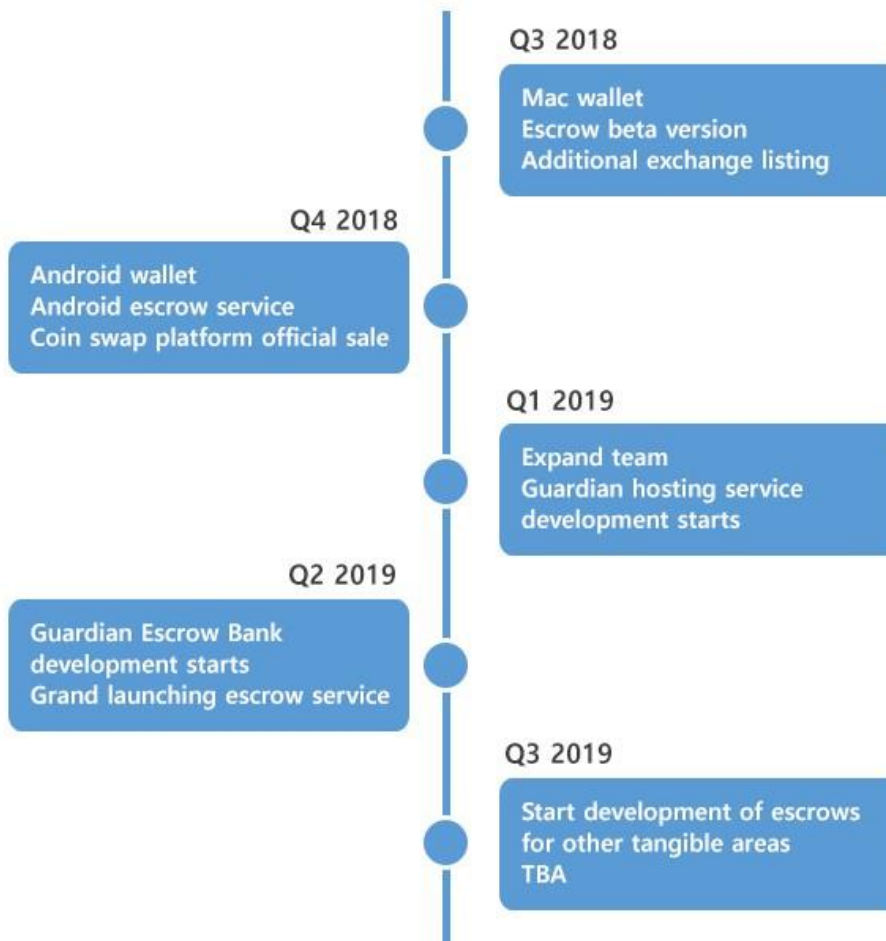 Q3 2018
Mac wallet
Escrow beta version
Additional exchange listing
Q4 2018
Android wallet
Android escrow service
Coin swap platform official sale
Q1 2019
Expand team
Guardian hosting service
development starts
Q2 2019
Guardian Escrow Bank
development starts
Grand launching escrow service
Q3 2019
Start development of escrows
for other tangible areas
TBA